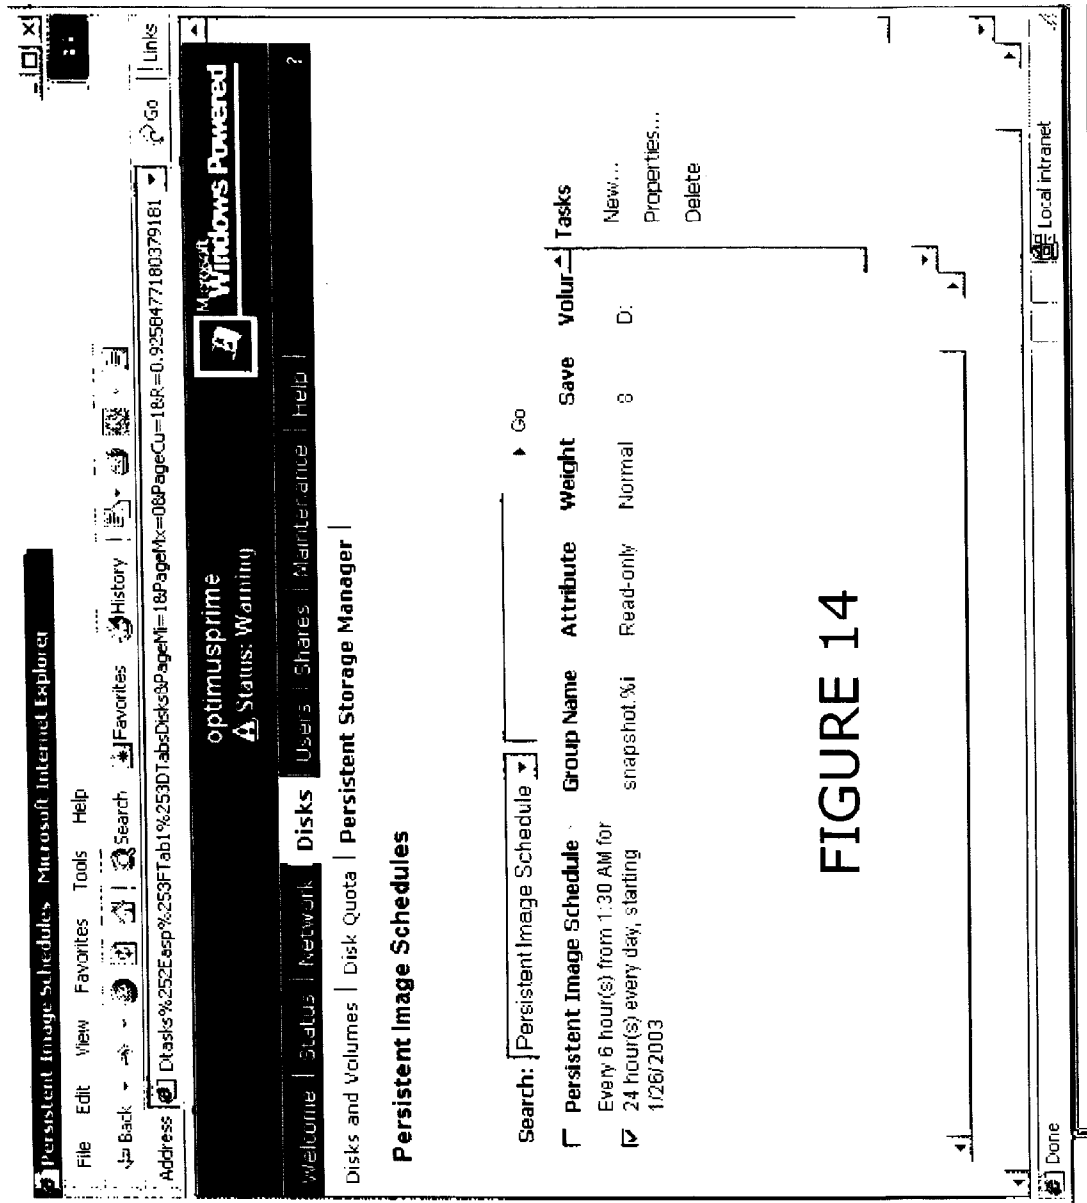 Persistent Image Schedules Microsoft Internet Explorer
File Edit View Favorites Tools Help
Back Search Favorites History
Address Dtasks%252Easp%253FTab1%253DTabsDisks&PageMi=1&PageMx=0&PageCu=1&R=0.9258477180379181 Go Links
optimusprime
Status: Warning
Microsoft
Windows Powered
Welcome | Status | Network | Disks | Users | Shares | Maintenance | Help | ?
Disks and Volumes | Disk Quota | Persistent Storage Manager |
Persistent Image Schedules
Search: Persistent Image Schedule Go
Persistent Image Schedule Group Name Attribute Weight Save Volur Tasks
Every 6 hour(s) from 1:30 AM for
24 hour(s) every day, starting snapshot.%i Read-only Normal 8 D:
1/26/2003
New...
Properties...
Delete
FIGURE 14
Done Local intranet